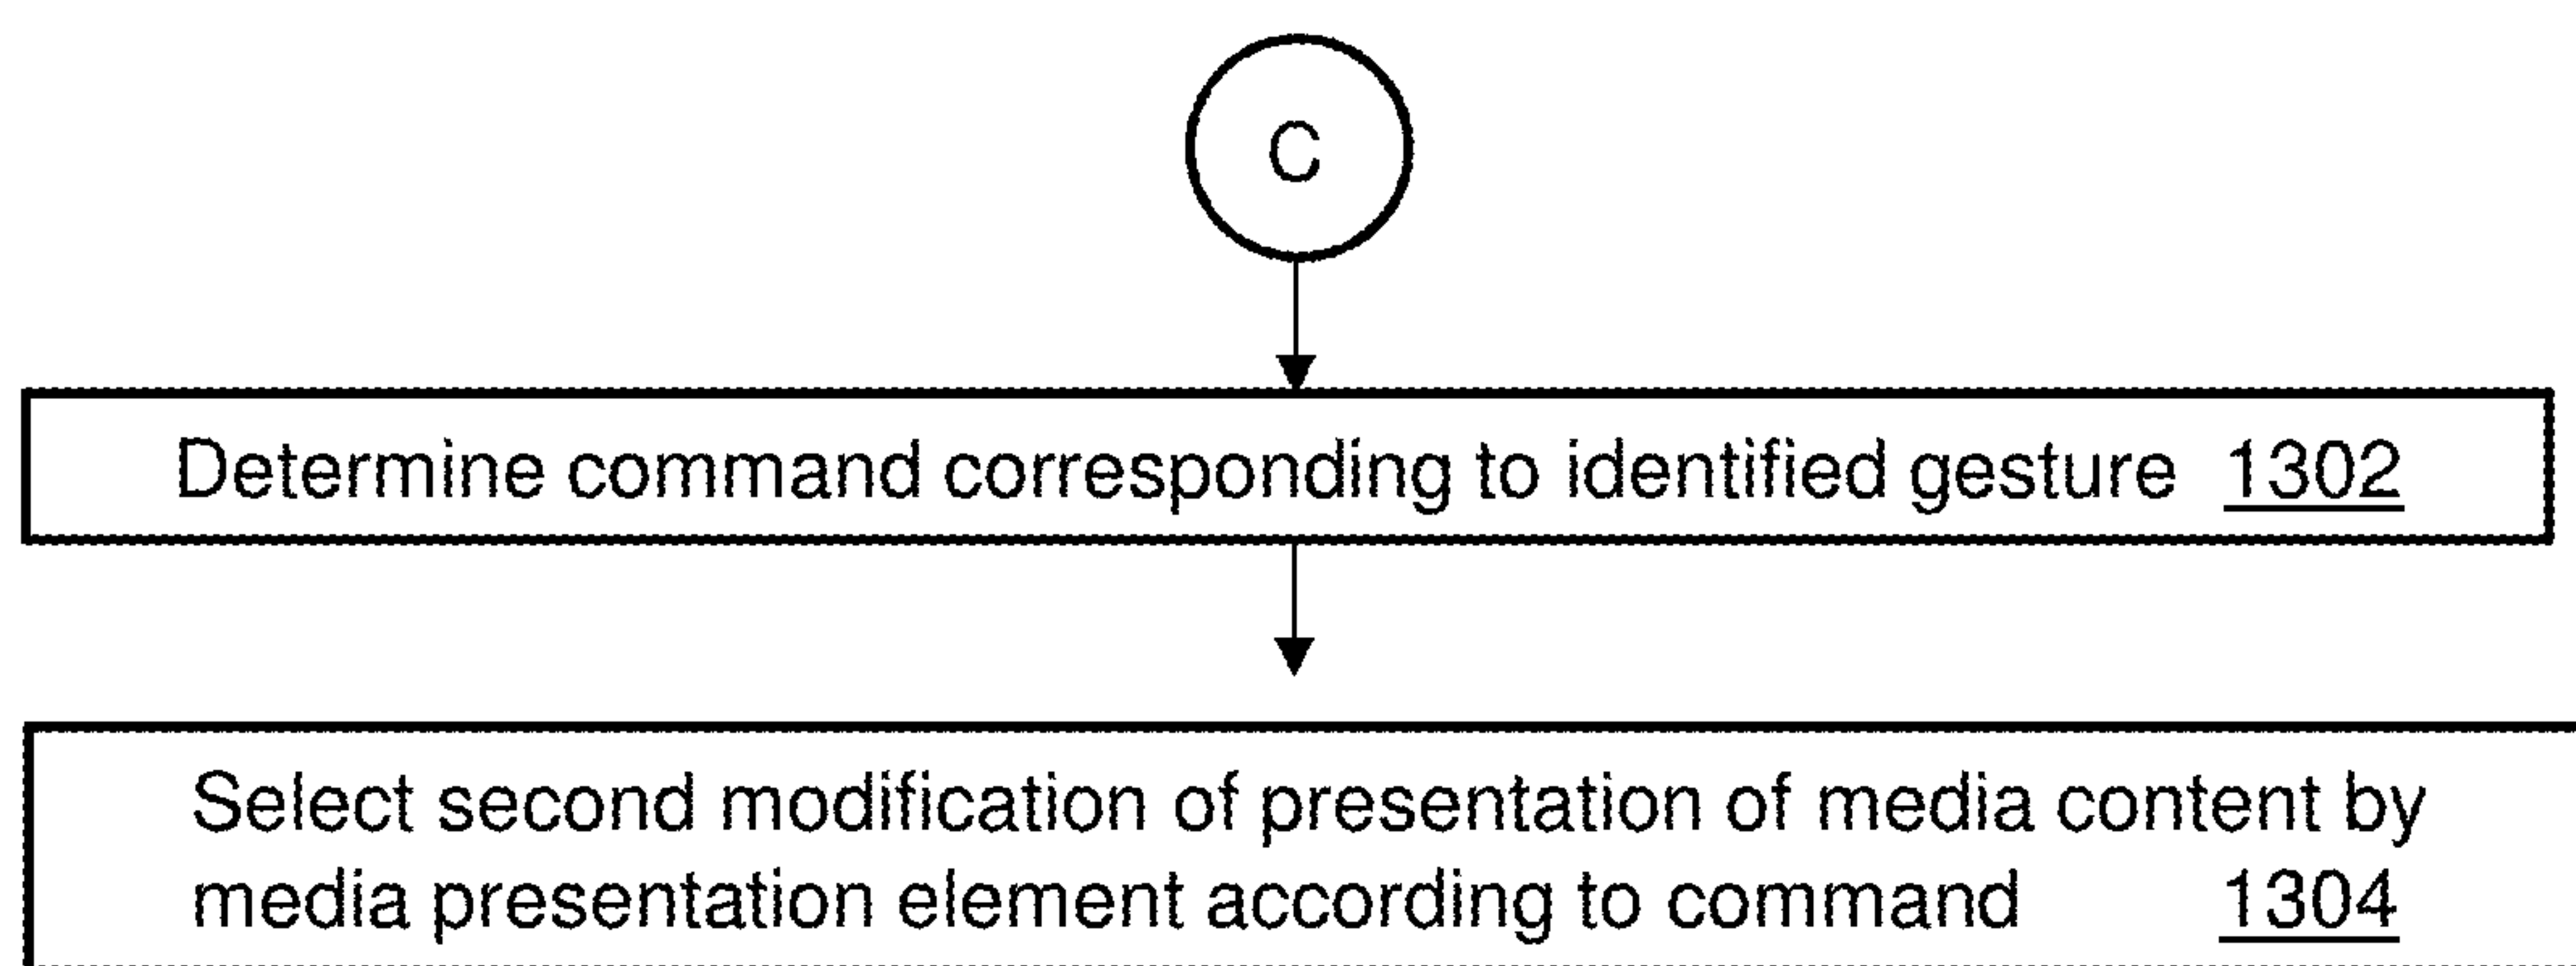 C
Determine command corresponding to identified gesture 1302
Select second modification of presentation of media content by
media presentation element according to command 1304